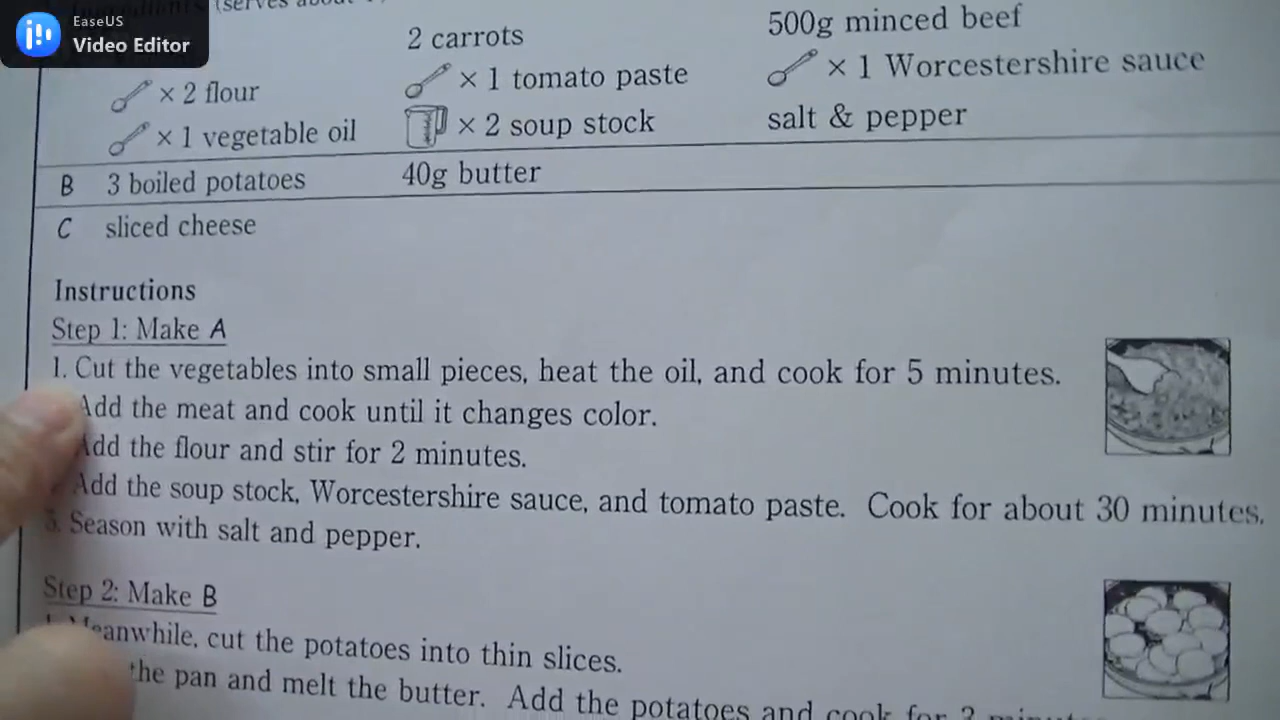 EaseUS
Video Editor
(serves about
2 carrots
500g minced beef
× 2 flour
× 1 tomato paste
× 1 Worcestershire sauce
× 1 vegetable oil
× 2 soup stock
salt & pepper
B 3 boiled potatoes 40g butter
C sliced cheese
Instructions
Step 1: Make A
1. Cut the vegetables into small pieces, heat the oil, and cook for 5 minutes.
Add the meat and cook until it changes color.
Add the flour and stir for 2 minutes.
Add the soup stock, Worcestershire sauce, and tomato paste. Cook for about 30 minutes.
5. Season with salt and pepper.
Step 2: Make B
1. Meanwhile, cut the potatoes into thin slices.
the pan and melt the butter. Add the potatoes and cook for